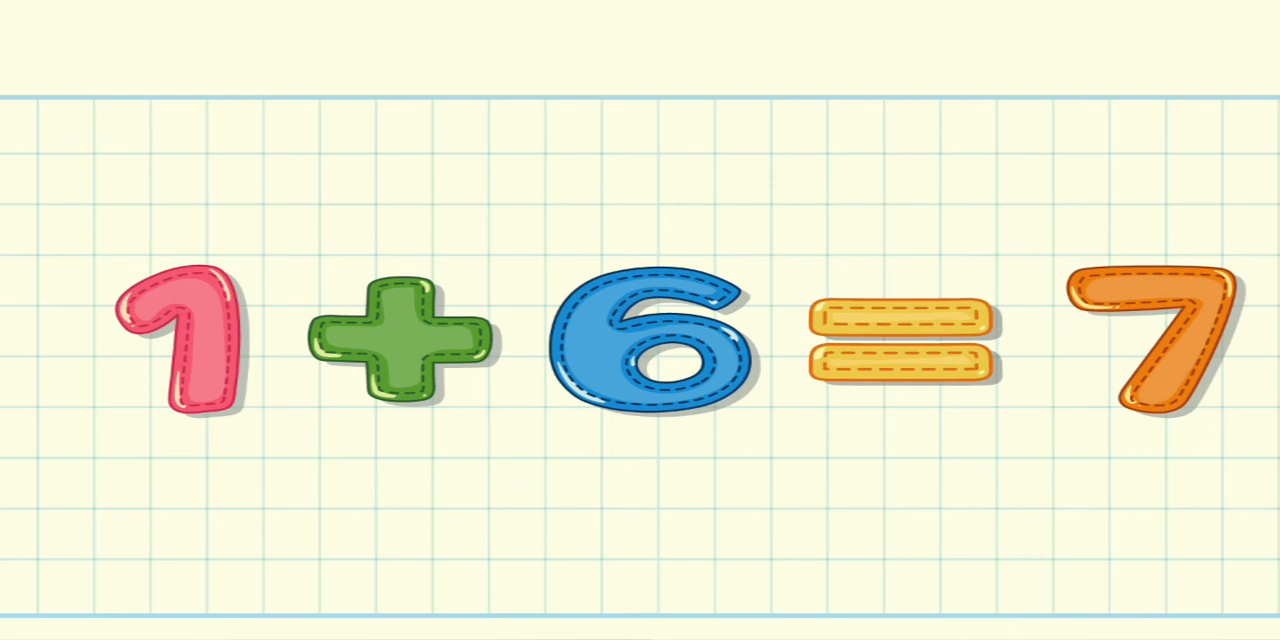 1 + 6 = 7